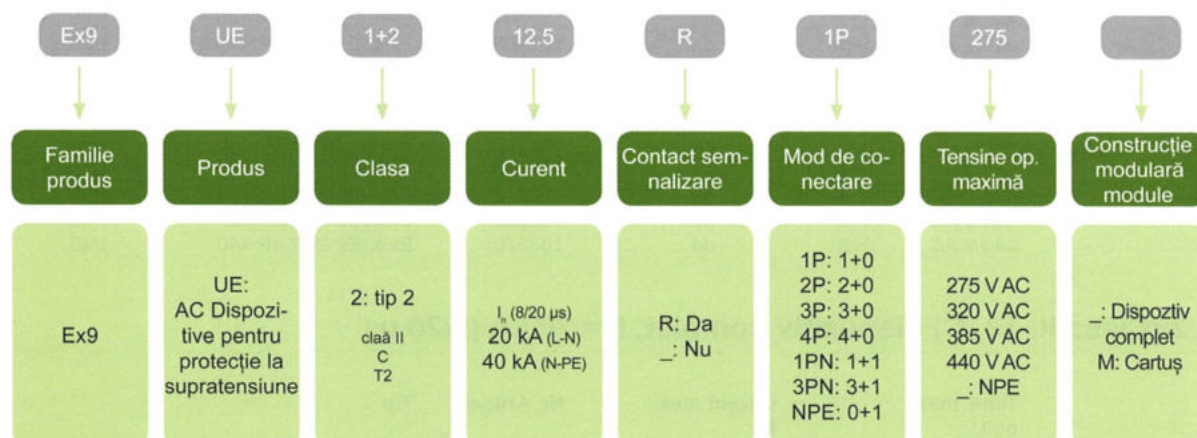 Ex9
UE
1+2
12.5
R
1P
275
Familie
produs
Produs
Clasa
Curent
Contact sem-
nalizare
Mod de co-
nectare
Tensine op.
maximă
Construcție
modulară
module
Ex9
UE:
AC Dispozi-
tive pentru
protecție la
supratensiune
2: tip 2
claă II
C
T2
Iₙ (8/20 µs)
20 kA (L-N)
40 kA (N-PE)
R: Da
_: Nu
1P: 1+0
2P: 2+0
3P: 3+0
4P: 4+0
1PN: 1+1
3PN: 3+1
NPE: 0+1
275 V AC
320 V AC
385 V AC
440 V AC
_: NPE
_: Dispoztiv
complet
M: Cartuș